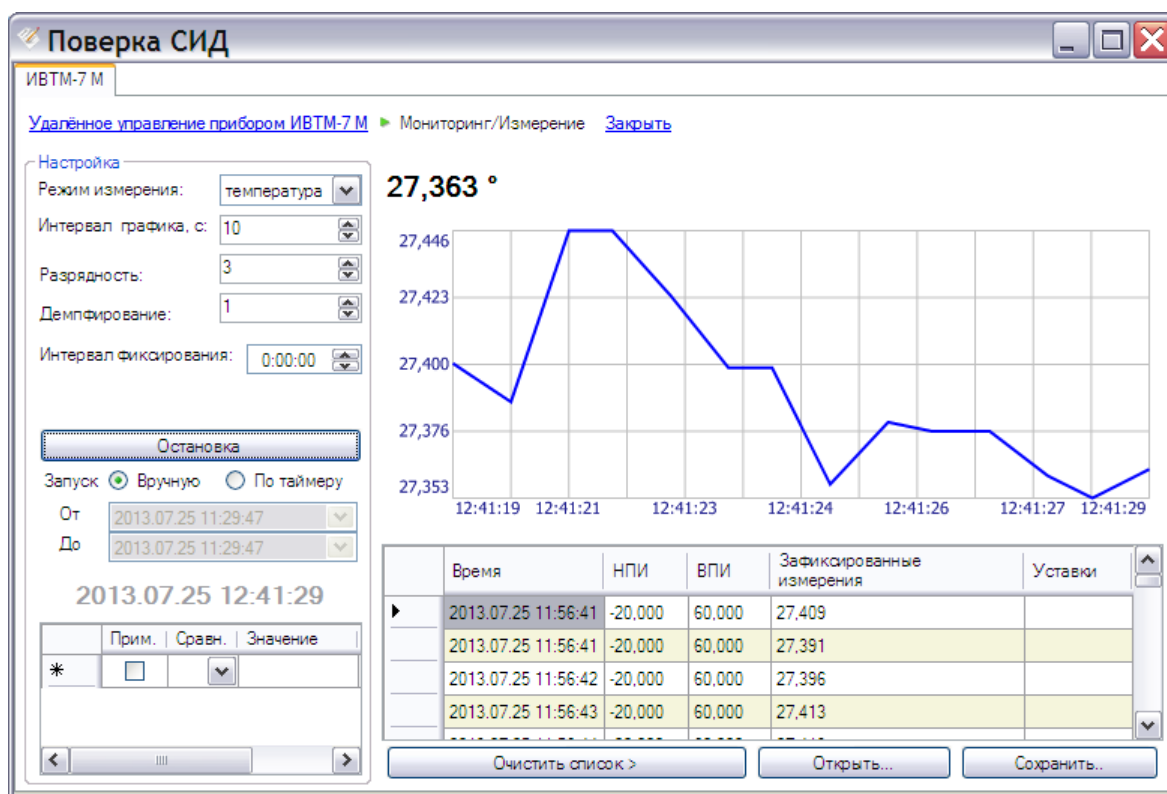 Поверка СИД
ИВТМ-7 М
Удалённое управление прибором ИВТМ-7 М Мониторинг/Измерение Закрыть
Настройка
Режим измерения: температура
Интервал графика, с: 10
Разрядность: 3
Демпфирование: 1
Интервал фиксирования: 0:00:00
Остановка
Запуск Вручную По таймеру
От 2013.07.25 11:29:47
До 2013.07.25 11:29:47
2013.07.25 12:41:29
Прим. Сравн. Значение
*
27,363 °
27,446
27,423
27,400
27,376
27,353
12:41:19 12:41:21 12:41:23 12:41:24 12:41:26 12:41:27 12:41:29
Время НПИ ВПИ Зафиксированные измерения Уставки
2013.07.25 11:56:41 -20,000 60,000 27,409
2013.07.25 11:56:41 -20,000 60,000 27,391
2013.07.25 11:56:42 -20,000 60,000 27,396
2013.07.25 11:56:43 -20,000 60,000 27,413
Очистить список > Открыть... Сохранить..